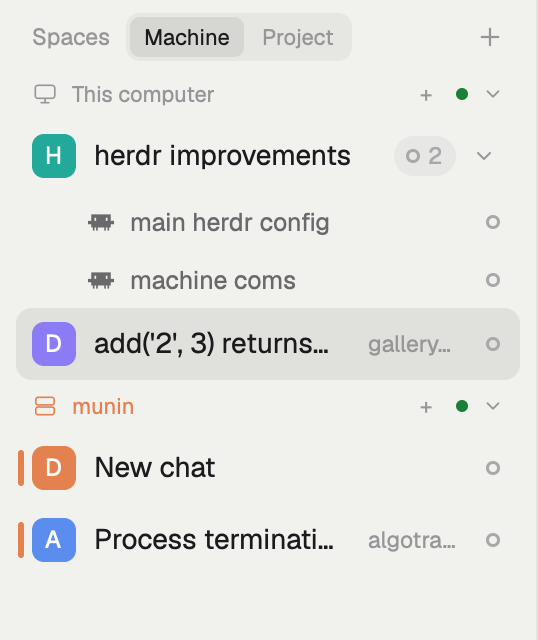 Spaces Machine Project +
This computer +
H herdr improvements 2
main herdr config
machine coms
D add('2', 3) returns... gallery...
munin +
D New chat
A Process terminati... algotra...